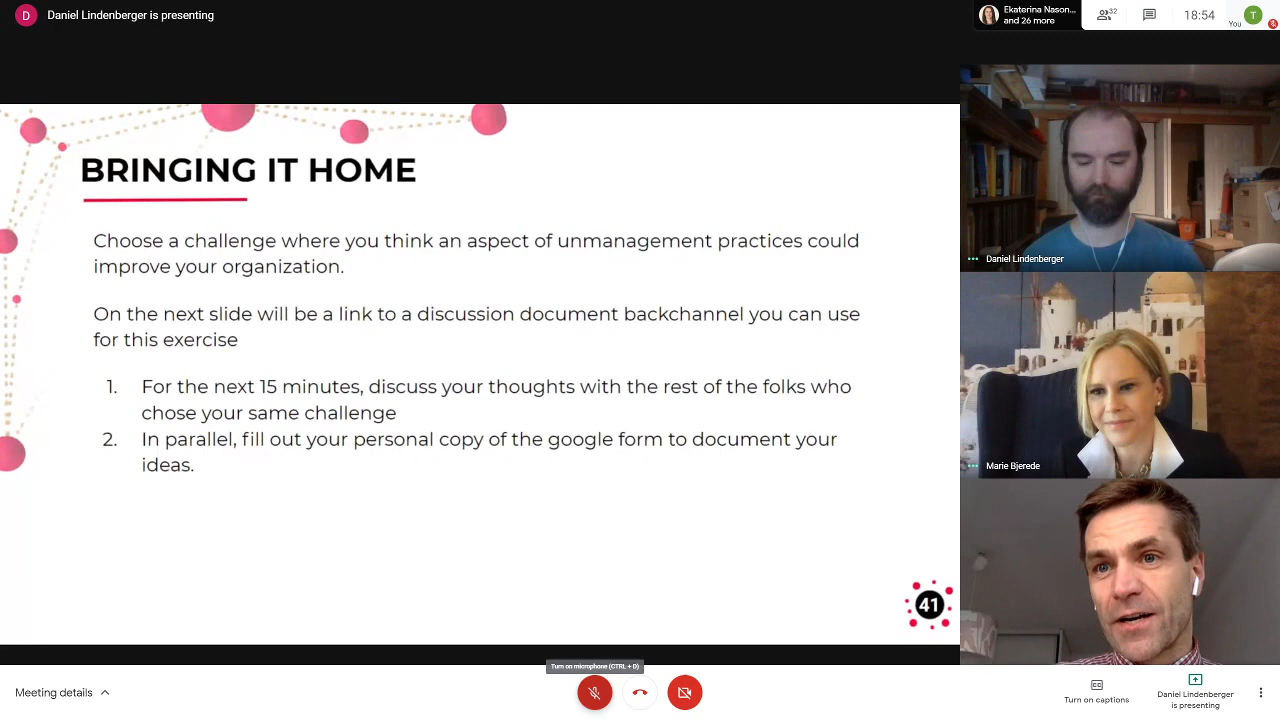 D
Daniel Lindenberger is presenting
Ekaterina Nason...
and 26 more
32
18:54
You
T
BRINGING IT HOME
Choose a challenge where you think an aspect of unmanagement practices could
improve your organization.
On the next slide will be a link to a discussion document backchannel you can use
for this exercise
1. For the next 15 minutes, discuss your thoughts with the rest of the folks who
chose your same challenge
2. In parallel, fill out your personal copy of the google form to document your
ideas.
41
Daniel Lindenberger
Marie Bjerede
Turn on microphone (CTRL + D)
Meeting details
CC
Turn on captions
Daniel Lindenberger
is presenting